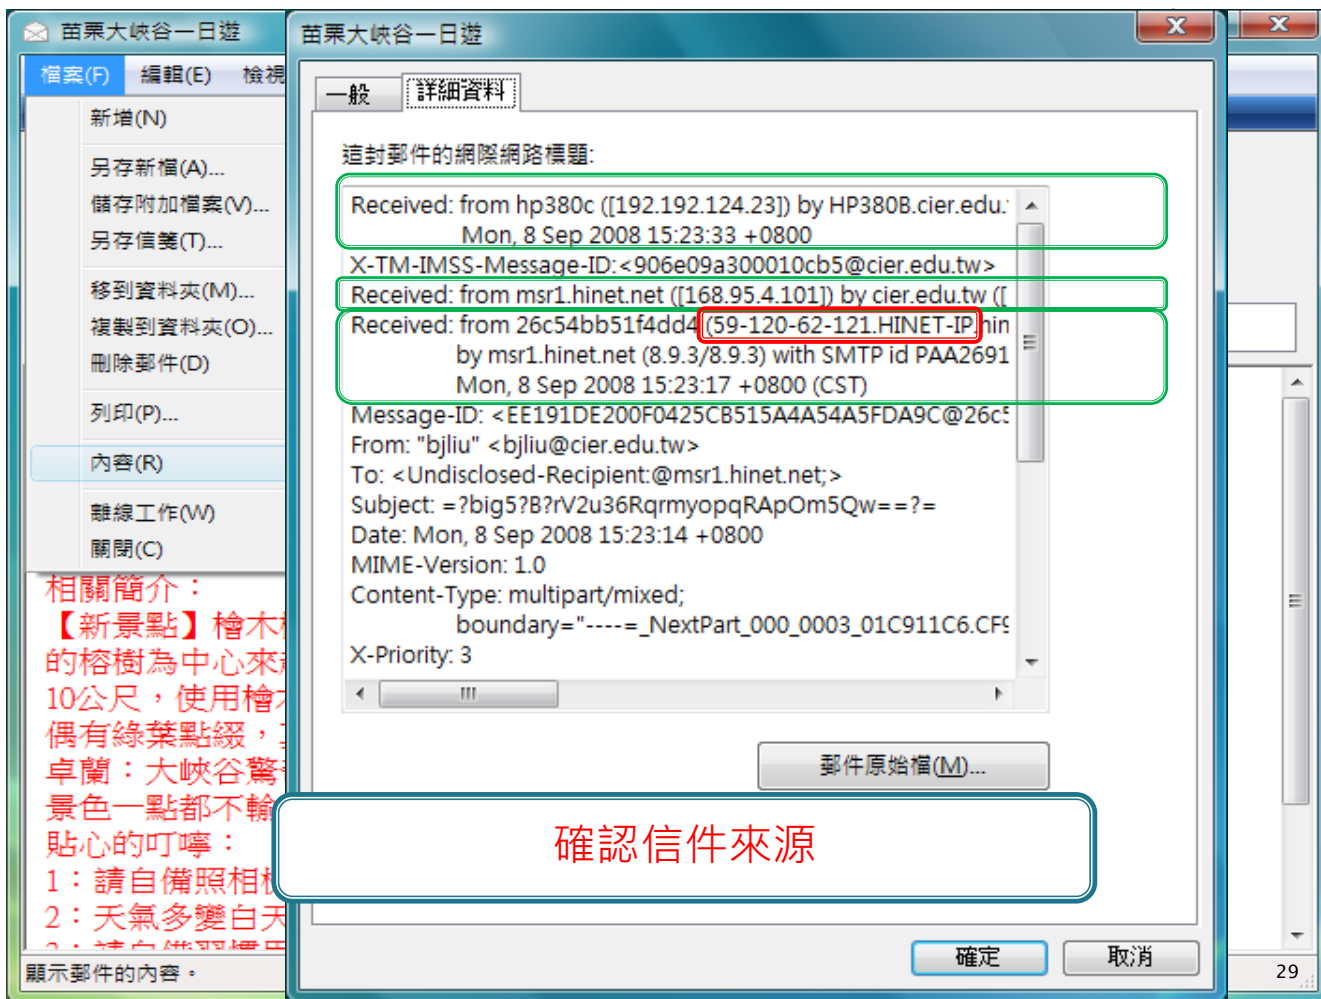 苗栗大峽谷一日遊
檔案(F) 編輯(E) 檢視
新增(N)
另存新檔(A)...
儲存附加檔案(V)...
另存信箋(T)...
移到資料夾(M)...
複製到資料夾(O)...
刪除郵件(D)
列印(P)...
內容(R)
離線工作(W)
關閉(C)
相關簡介：
【新景點】檜木
的榕樹為中心來
10公尺，使用檜
偶有綠葉點綴，
卓蘭：大峽谷驚
景色一點都不輸
貼心的叮嚀：
1：請自備照相
2：天氣多變白天
顯示郵件的內容。
苗栗大峽谷一日遊
一般 詳細資料
這封郵件的網際網路標題:
Received: from hp380c ([192.192.124.23]) by HP380B.cier.edu.
Mon, 8 Sep 2008 15:23:33 +0800
X-TM-IMSS-Message-ID:<906e09a300010cb5@cier.edu.tw>
Received: from msr1.hinet.net ([168.95.4.101]) by cier.edu.tw ([
Received: from 26c54bb51f4dd4 (59-120-62-121.HINET-IP.hin
by msr1.hinet.net (8.9.3/8.9.3) with SMTP id PAA2691
Mon, 8 Sep 2008 15:23:17 +0800 (CST)
Message-ID: <EE191DE200F0425CB515A4A54A5FDA9C@26c5
From: "bjliu" <bjliu@cier.edu.tw>
To: <Undisclosed-Recipient:@msr1.hinet.net;>
Subject: =?big5?B?rV2u36RqrmyopqRApOm5Qw==?=
Date: Mon, 8 Sep 2008 15:23:14 +0800
MIME-Version: 1.0
Content-Type: multipart/mixed;
boundary="----=_NextPart_000_0003_01C911C6.CF9
X-Priority: 3
郵件原始檔(M)...
確認信件來源
確定 取消
29